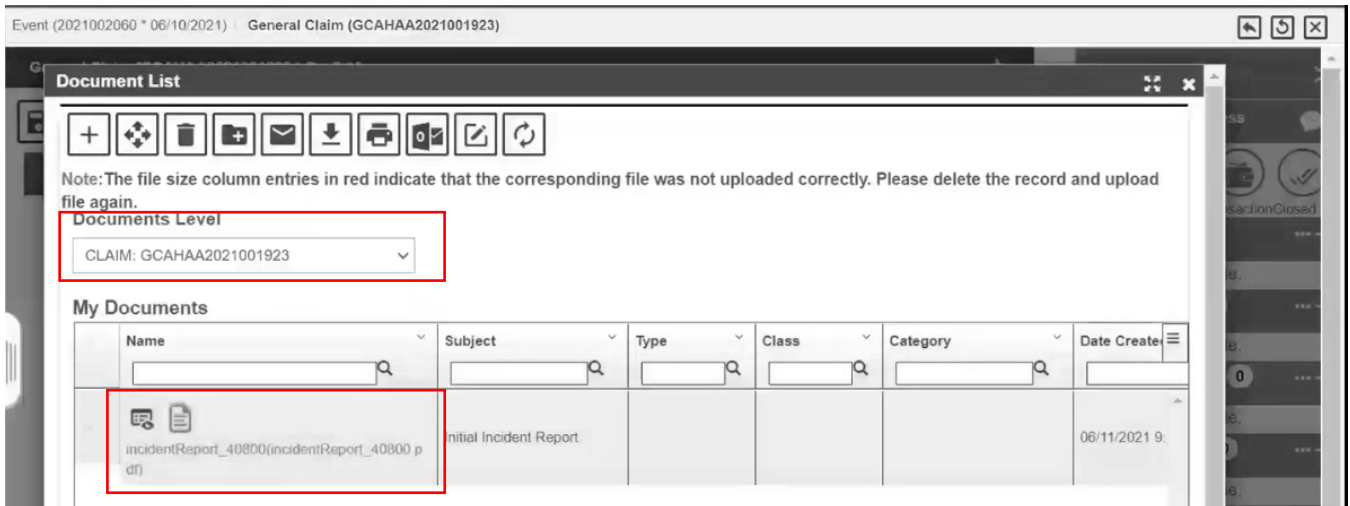 Event (2021002060 * 06/10/2021) General Claim (GCAHAA2021001923)
Document List
Note:The file size column entries in red indicate that the corresponding file was not uploaded correctly. Please delete the record and upload
file again.
Documents Level
CLAIM: GCAHAA2021001923
My Documents
Name Subject Type Class Category Date Create
incidentReport_40800(incidentReport_40800.p
df)
Initial Incident Report
06/11/2021 9:
sactionClosed
0